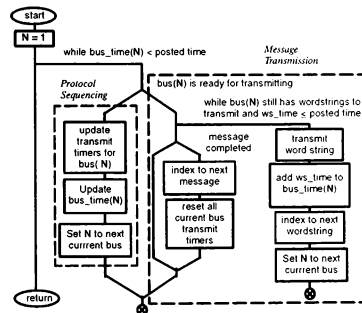 start
N = 1
while bus_time(N) < posted time
Message
Transmission
Protocol
Sequencing
bus(N) is ready for transmitting
while bus(N) still has wordstrings to
transmit and ws_time ≤ posted time
update
transmit
timers for
bus( N)
Update
bus_time(N)
Set N to next
currrent bus
message
completed
index to next
message
reset all
current bus
transmit
timers
transmit
word string
add ws_time to
bus_time(N)
index to next
wordstring
Set N to next
currrent bus
return